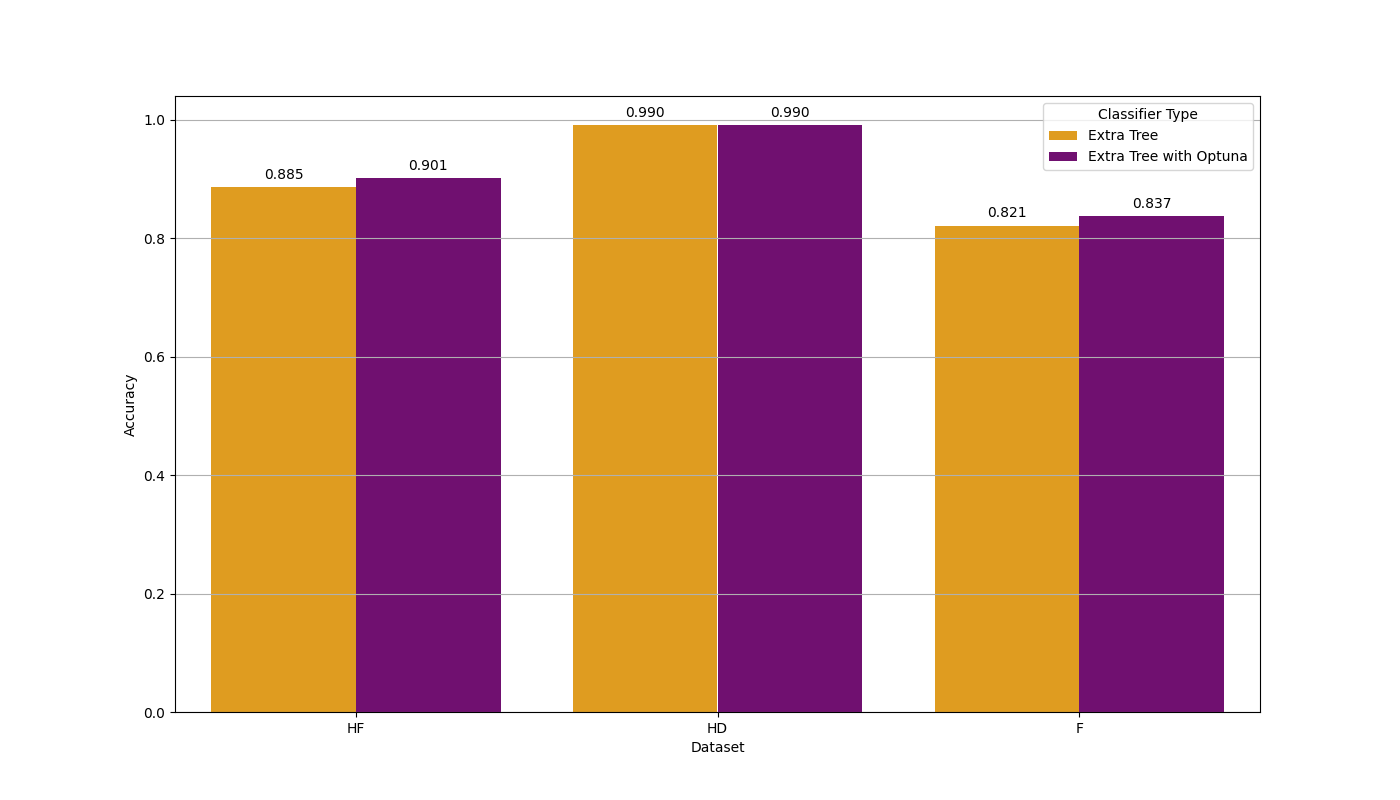 0.990
0.990
1.0
Classifier Type
Extra Tree
Extra Tree with Optuna
0.885
0.901
0.821
0.837
0.8
0.6
Accuracy
0.4
0.2
0.0
HF
HD
F
Dataset